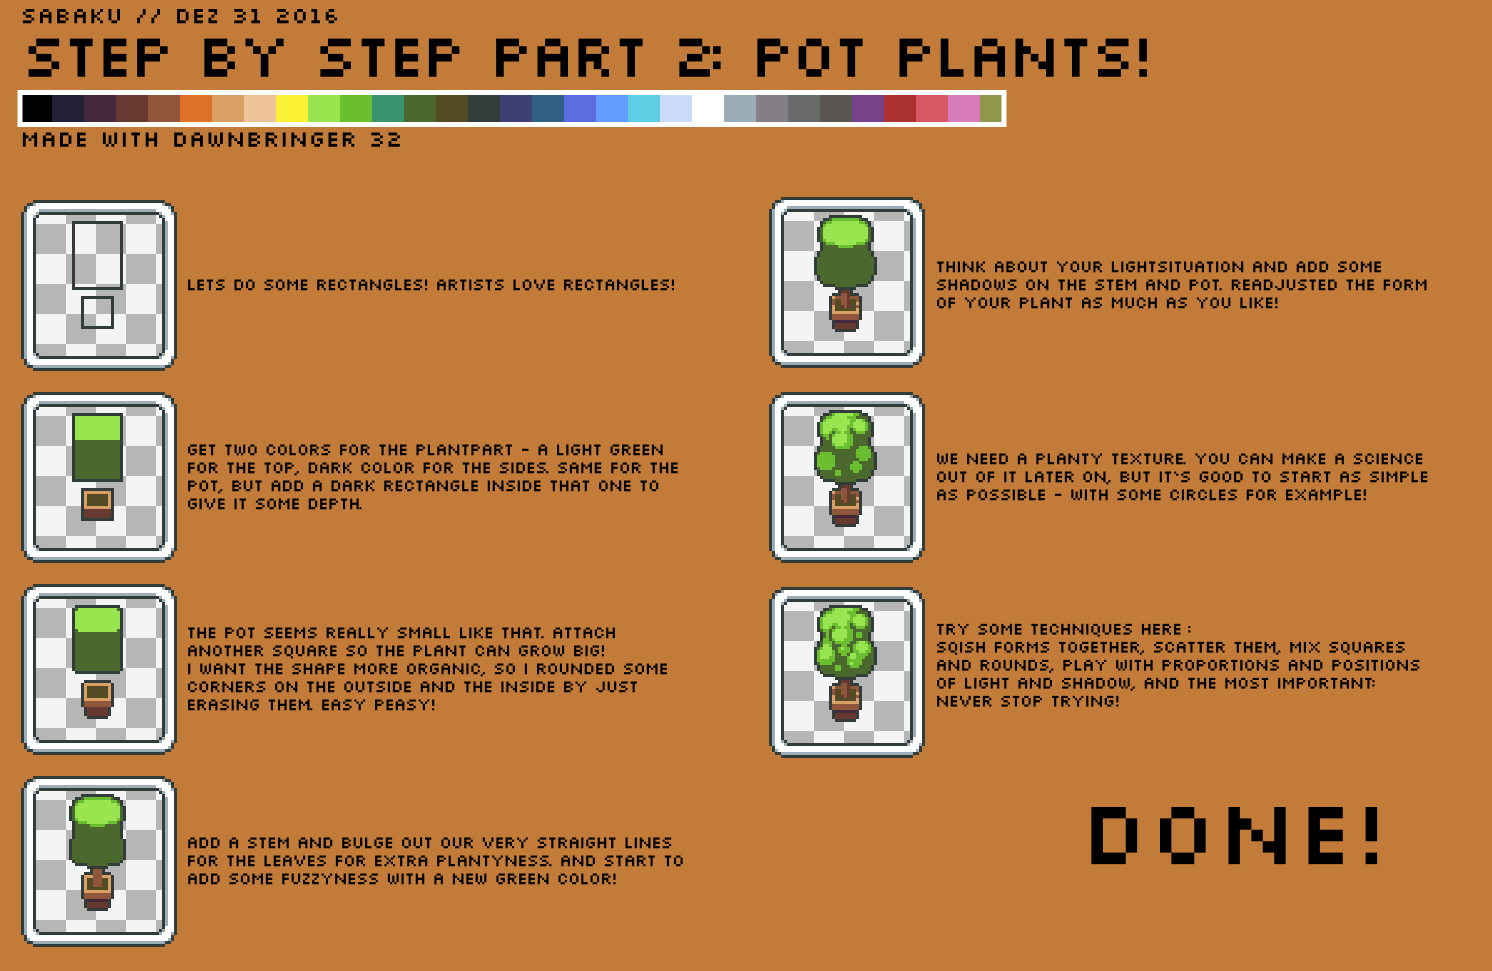 SABAKU // DEZ 31 2016
STEP BY STEP PART 2: POT PLANTS!
MADE WITH DAWNBRINGER 32
LETS DO SOME RECTANGLES! ARTISTS LOVE RECTANGLES!
GET TWO COLORS FOR THE PLANTPART - A LIGHT GREEN
FOR THE TOP, DARK COLOR FOR THE SIDES. SAME FOR THE
POT, BUT ADD A DARK RECTANGLE INSIDE THAT ONE TO
GIVE IT SOME DEPTH.
THE POT SEEMS REALLY SMALL LIKE THAT. ATTACH
ANOTHER SQUARE SO THE PLANT CAN GROW BIG!
I WANT THE SHAPE MORE ORGANIC, SO I ROUNDED SOME
CORNERS ON THE OUTSIDE AND THE INSIDE BY JUST
ERASING THEM. EASY PEASY!
ADD A STEM AND BULGE OUT OUR VERY STRAIGHT LINES
FOR THE LEAVES FOR EXTRA PLANTYNESS. AND START TO
ADD SOME FUZZYNESS WITH A NEW GREEN COLOR!
THINK ABOUT YOUR LIGHTSITUATION AND ADD SOME
SHADOWS ON THE STEM AND POT. READJUSTED THE FORM
OF YOUR PLANT AS MUCH AS YOU LIKE!
WE NEED A PLANTY TEXTURE. YOU CAN MAKE A SCIENCE
OUT OF IT LATER ON, BUT IT'S GOOD TO START AS SIMPLE
AS POSSIBLE - WITH SOME CIRCLES FOR EXAMPLE!
TRY SOME TECHNIQUES HERE :
SQISH FORMS TOGETHER, SCATTER THEM, MIX SQUARES
AND ROUNDS, PLAY WITH PROPORTIONS AND POSITIONS
OF LIGHT AND SHADOW, AND THE MOST IMPORTANT:
NEVER STOP TRYING!
DONE!